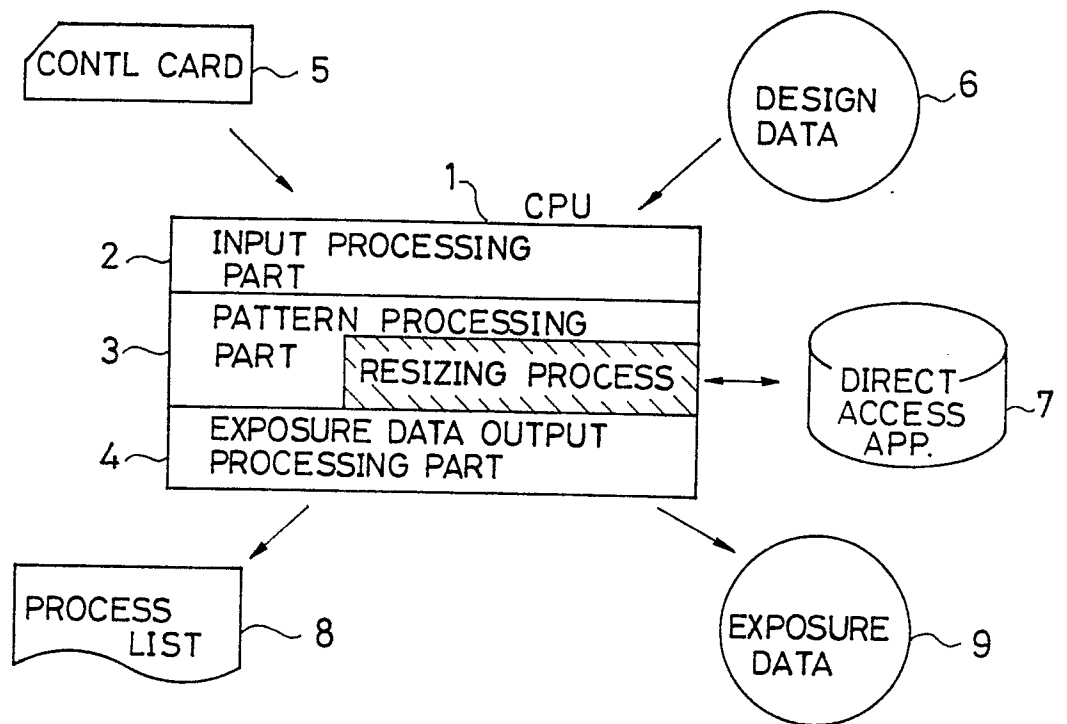 CONTL CARD
5
DESIGN
DATA
6
1
CPU
2
INPUT PROCESSING
PART
3
PATTERN PROCESSING
PART
RESIZING PROCESS
DIRECT
ACCESS
APP.
7
4
EXPOSURE DATA OUTPUT
PROCESSING PART
PROCESS
LIST
8
EXPOSURE
DATA
9